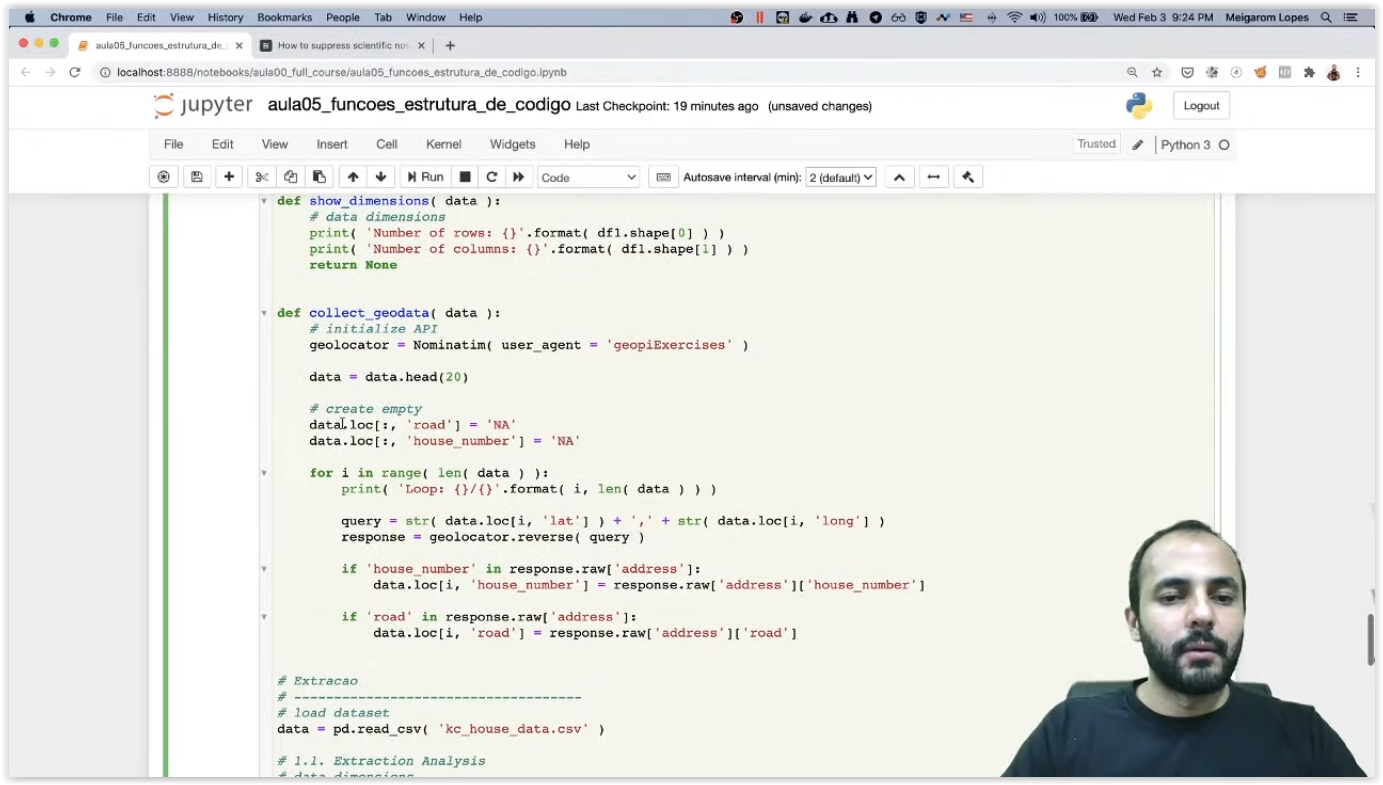 Chrome File Edit View History Bookmarks People Tab Window Help 100% Wed Feb 3 9:24 PM Meigarom Lopes
aula05_funcoes_estrutura_de_ How to suppress scientific not
localhost:8888/notebooks/aula00_full_course/aula05_funcoes_estrutura_de_codigo.ipynb
jupyter aula05_funcoes_estrutura_de_codigo Last Checkpoint: 19 minutes ago (unsaved changes) Logout
File Edit View Insert Cell Kernel Widgets Help Trusted Python 3
Run Code Autosave interval (min): 2 (default)
def show_dimensions( data ):
# data dimensions
print( 'Number of rows: {}'.format( df1.shape[0] ) )
print( 'Number of columns: {}'.format( df1.shape[1] ) )
return None
def collect_geodata( data ):
# initialize API
geolocator = Nominatim( user_agent = 'geopiExercises' )
data = data.head(20)
# create empty
data.loc[:, 'road'] = 'NA'
data.loc[:, 'house_number'] = 'NA'
for i in range( len( data ) ):
print( 'Loop: {}/{}'.format( i, len( data ) ) )
query = str( data.loc[i, 'lat'] ) + ',' + str( data.loc[i, 'long'] )
response = geolocator.reverse( query )
if 'house_number' in response.raw['address']:
data.loc[i, 'house_number'] = response.raw['address']['house_number']
if 'road' in response.raw['address']:
data.loc[i, 'road'] = response.raw['address']['road']
# Extracao
# ------------------------------------
# load dataset
data = pd.read_csv( 'kc_house_data.csv' )
# 1.1. Extraction Analysis
# data dimensions